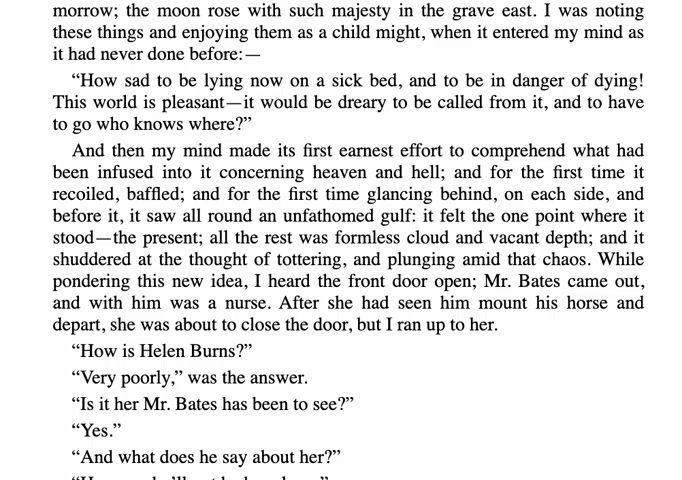 morrow; the moon rose with such majesty in the grave east. I was noting
these things and enjoying them as a child might, when it entered my mind as
it had never done before:—
“How sad to be lying now on a sick bed, and to be in danger of dying!
This world is pleasant—it would be dreary to be called from it, and to have
to go who knows where?”
And then my mind made its first earnest effort to comprehend what had
been infused into it concerning heaven and hell; and for the first time it
recoiled, baffled; and for the first time glancing behind, on each side, and
before it, it saw all round an unfathomed gulf: it felt the one point where it
stood—the present; all the rest was formless cloud and vacant depth; and it
shuddered at the thought of tottering, and plunging amid that chaos. While
pondering this new idea, I heard the front door open; Mr. Bates came out,
and with him was a nurse. After she had seen him mount his horse and
depart, she was about to close the door, but I ran up to her.
“How is Helen Burns?”
“Very poorly,” was the answer.
“Is it her Mr. Bates has been to see?”
“Yes.”
“And what does he say about her?”